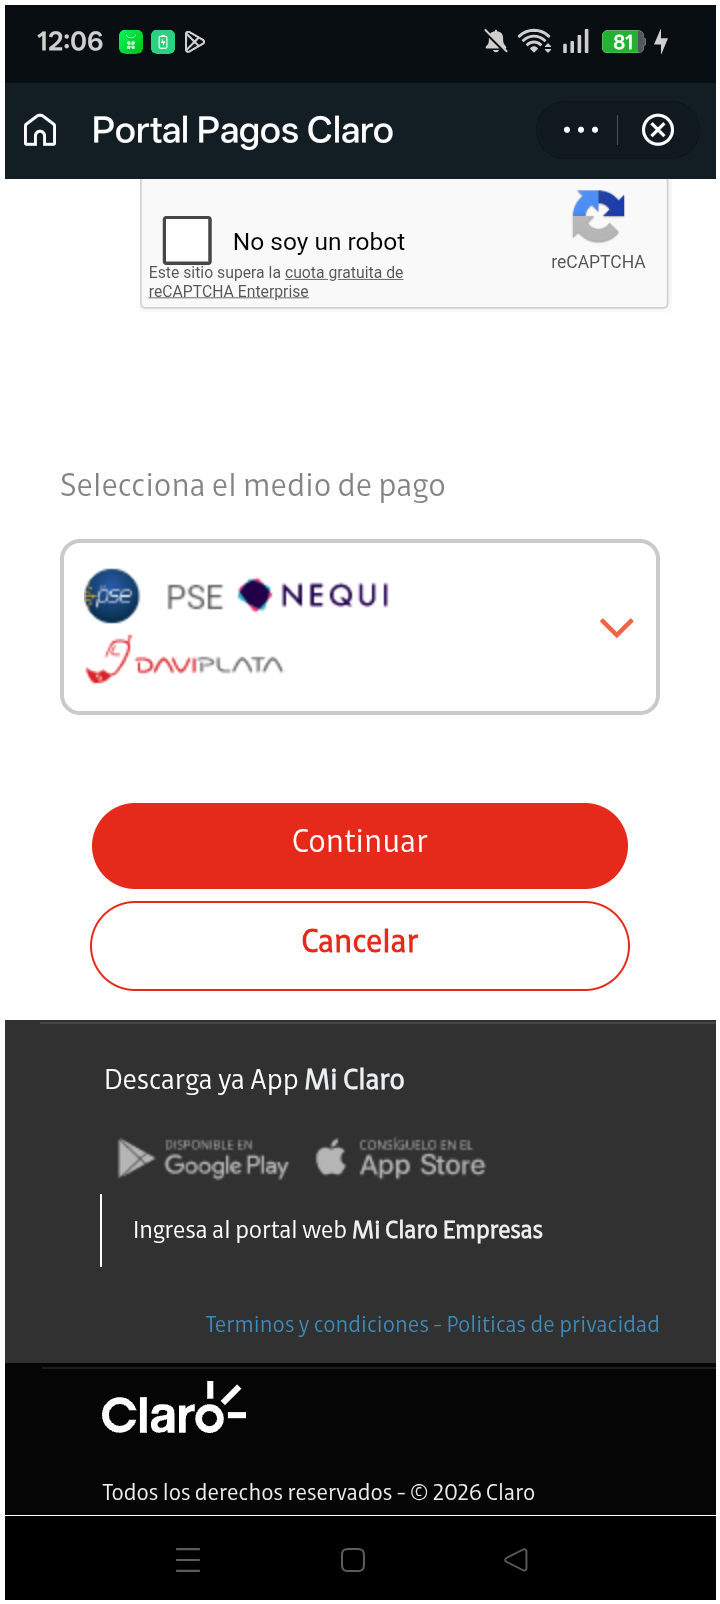 12:06
81
Portal Pagos Claro
No soy un robot
reCAPTCHA
Este sitio supera la cuota gratuita de
reCAPTCHA Enterprise
Selecciona el medio de pago
pse PSE NEQUI
DAVIPLATA
Continuar
Cancelar
Descarga ya App Mi Claro
DISPONIBLE EN
Google Play
CONSÍGUELO EN EL
App Store
Ingresa al portal web Mi Claro Empresas
Terminos y condiciones - Politicas de privacidad
Claro
Todos los derechos reservados - © 2026 Claro